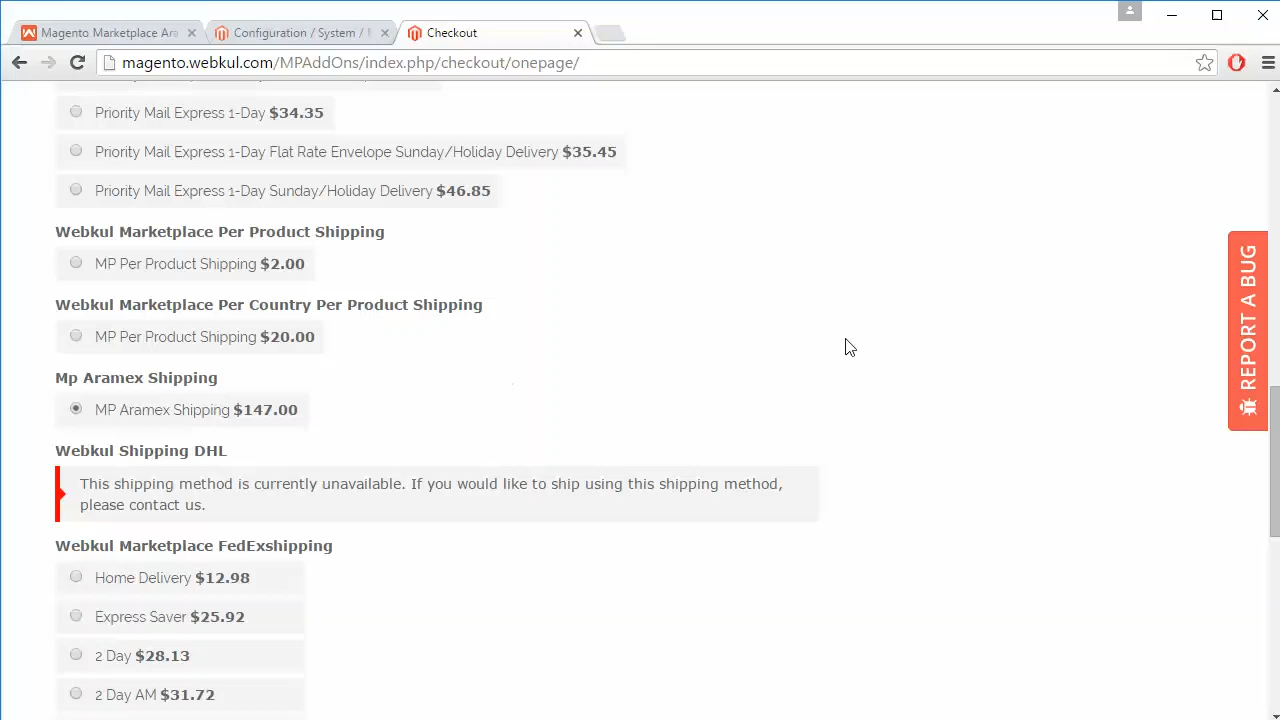 Magento Marketplace Ara
Configuration / System /
Checkout
magento.webkul.com/MPAddOns/index.php/checkout/onepage/
Priority Mail Express 1-Day $34.35
Priority Mail Express 1-Day Flat Rate Envelope Sunday/Holiday Delivery $35.45
Priority Mail Express 1-Day Sunday/Holiday Delivery $46.85
Webkul Marketplace Per Product Shipping
MP Per Product Shipping $2.00
Webkul Marketplace Per Country Per Product Shipping
MP Per Product Shipping $20.00
Mp Aramex Shipping
MP Aramex Shipping $147.00
Webkul Shipping DHL
This shipping method is currently unavailable. If you would like to ship using this shipping method,
please contact us.
Webkul Marketplace FedExshipping
Home Delivery $12.98
Express Saver $25.92
2 Day $28.13
2 Day AM $31.72
REPORT A BUG